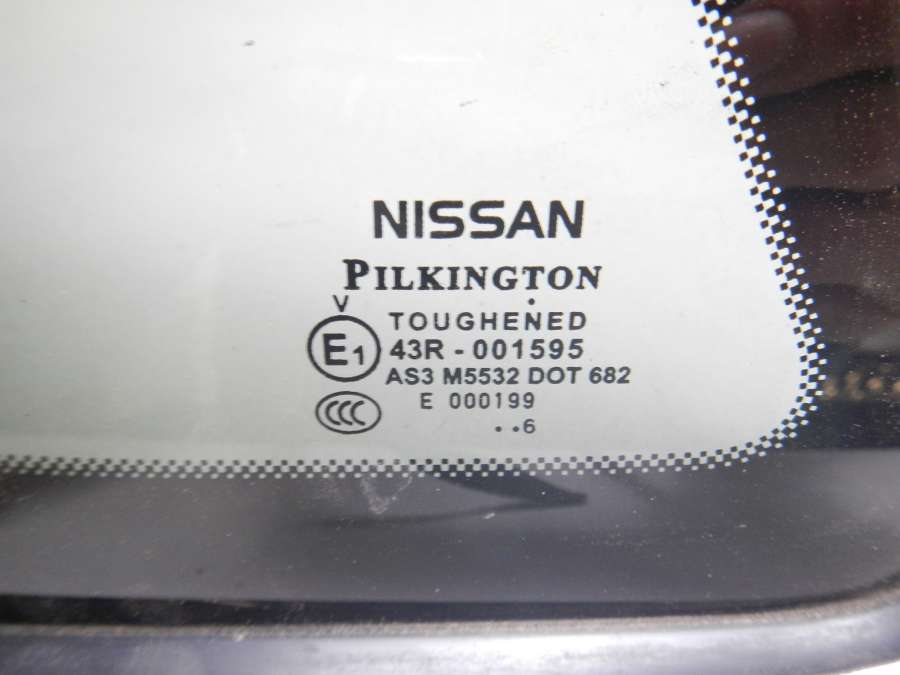 NISSAN
PILKINGTON
V
TOUGHENED
E1 43R - 001595
AS3 M5532 DOT 682
CCC E 000199
. . 6